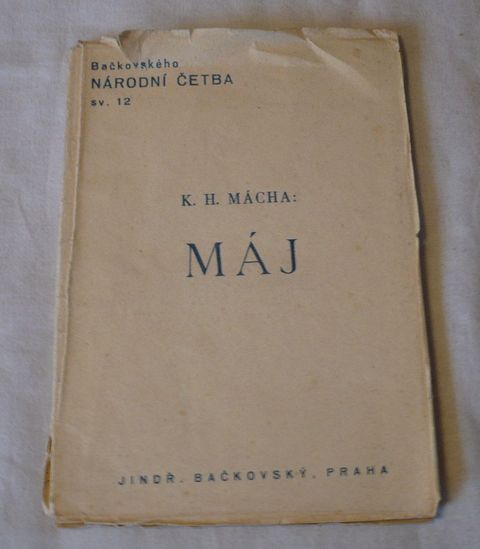 Bačkovského
NÁRODNÍ ČETBA
sv. 12
K. H. MÁCHA:
MÁJ
JINDŘ. BAČKOVSKÝ, PRAHA